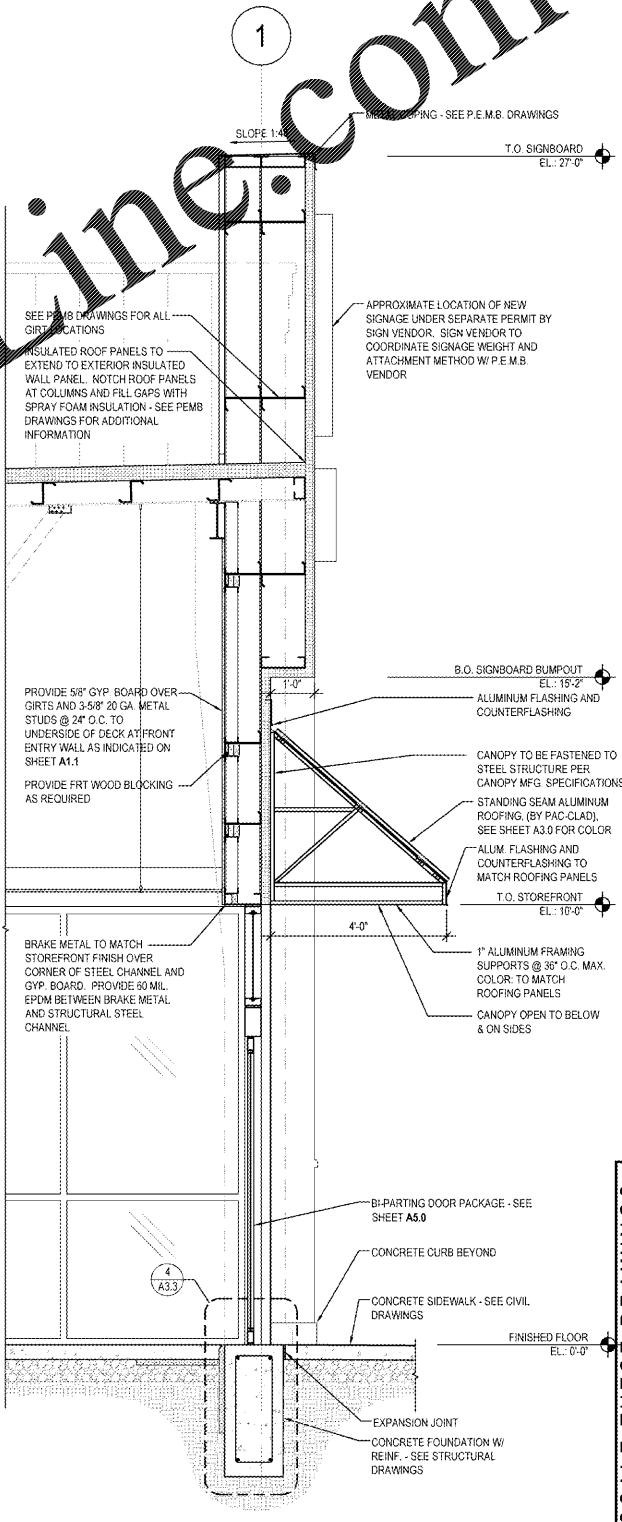 1
Line.com
SLOPE 1:48
METAL COPING - SEE P.E.M.B. DRAWINGS
T.O. SIGNBOARD
EL.: 27'-0"
SEE PEMB DRAWINGS FOR ALL
GIRT LOCATIONS
INSULATED ROOF PANELS TO
EXTEND TO EXTERIOR INSULATED
WALL PANEL. NOTCH ROOF PANELS
AT COLUMNS AND FILL GAPS WITH
SPRAY FOAM INSULATION - SEE PEMB
DRAWINGS FOR ADDITIONAL
INFORMATION
APPROXIMATE LOCATION OF NEW
SIGNAGE UNDER SEPARATE PERMIT BY
SIGN VENDOR. SIGN VENDOR TO
COORDINATE SIGNAGE WEIGHT AND
ATTACHMENT METHOD W/ P.E.M.B.
VENDOR
B.O. SIGNBOARD BUMPOUT
EL.: 15'-2"
1'-0"
PROVIDE 5/8" GYP. BOARD OVER
GIRTS AND 3-5/8" 20 GA. METAL
STUDS @ 24" O.C. TO
UNDERSIDE OF DECK AT FRONT
ENTRY WALL AS INDICATED ON
SHEET A1.1
PROVIDE FRT WOOD BLOCKING
AS REQUIRED
ALUMINUM FLASHING AND
COUNTERFLASHING
CANOPY TO BE FASTENED TO
STEEL STRUCTURE PER
CANOPY MFG. SPECIFICATIONS
STANDING SEAM ALUMINUM
ROOFING, (BY PAC-CLAD),
SEE SHEET A3.0 FOR COLOR
ALUM. FLASHING AND
COUNTERFLASHING TO
MATCH ROOFING PANELS
T.O. STOREFRONT
EL.: 10'-0"
4'-0"
BRAKE METAL TO MATCH
STOREFRONT FINISH OVER
CORNER OF STEEL CHANNEL AND
GYP. BOARD. PROVIDE 60 MIL.
EPDM BETWEEN BRAKE METAL
AND STRUCTURAL STEEL
CHANNEL
1" ALUMINUM FRAMING
SUPPORTS @ 36" O.C. MAX.
COLOR: TO MATCH
ROOFING PANELS
CANOPY OPEN TO BELOW
& ON SIDES
BI-PARTING DOOR PACKAGE - SEE
SHEET A5.0
4
A3.3
CONCRETE CURB BEYOND
CONCRETE SIDEWALK - SEE CIVIL
DRAWINGS
FINISHED FLOOR
EL.: 0'-0"
EXPANSION JOINT
CONCRETE FOUNDATION W/
REINF. - SEE STRUCTURAL
DRAWINGS